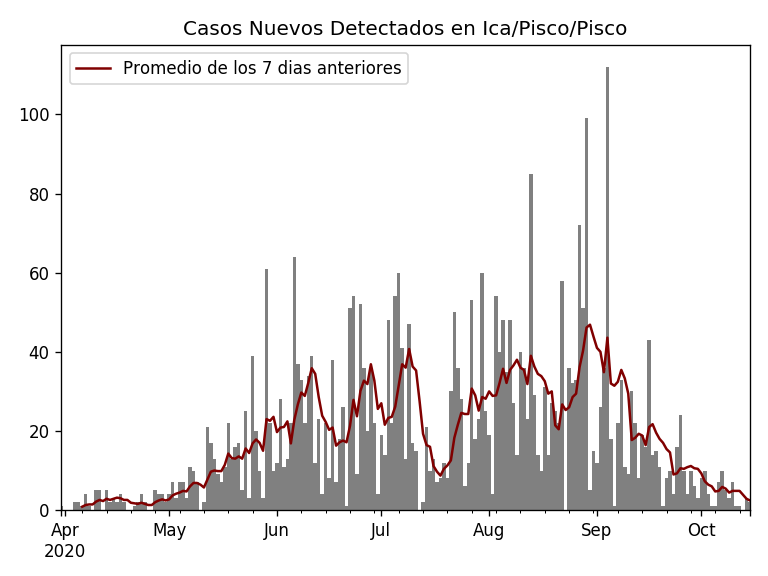 Casos Nuevos Detectados en Ica/Pisco/Pisco
Promedio de los 7 dias anteriores
100
80
60
40
20
0
Apr May Jun Jul Aug Sep Oct
2020